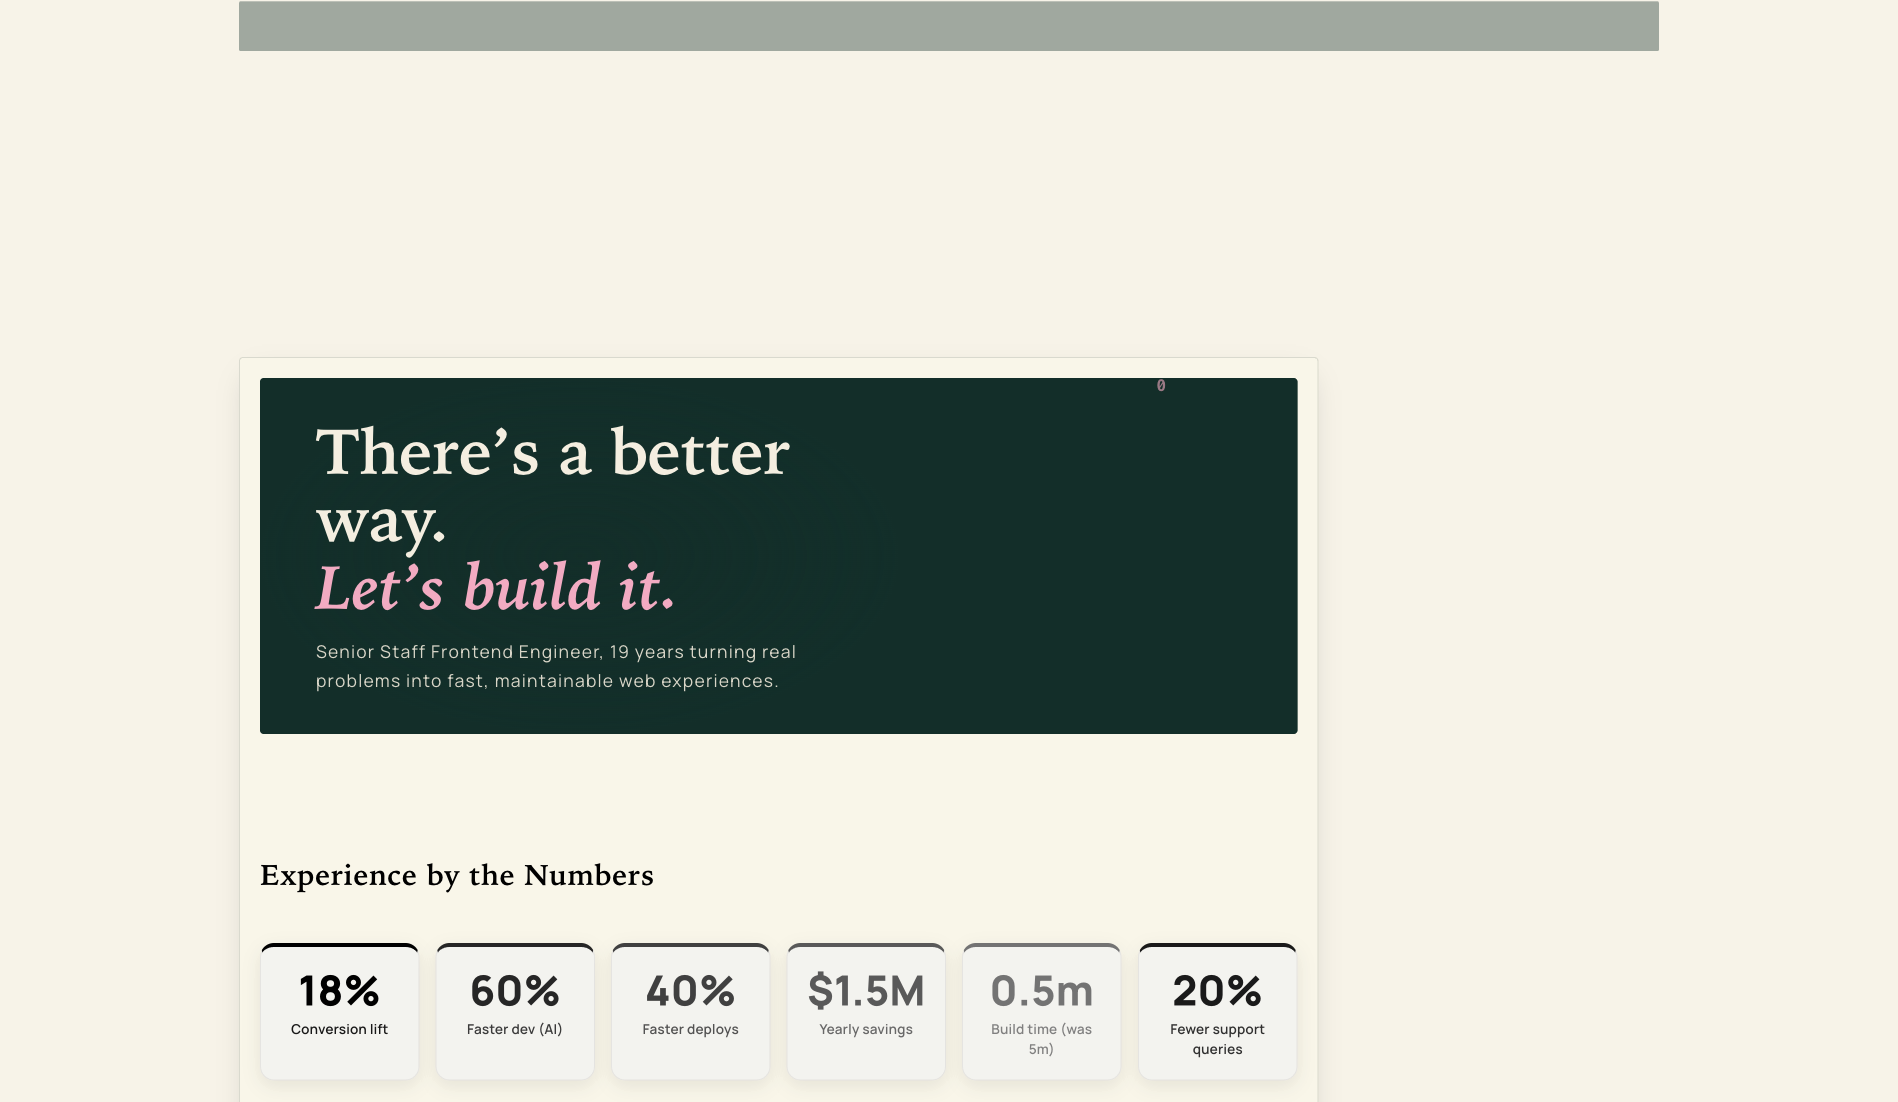 0
There’s a better
way.
Let’s build it.
Senior Staff Frontend Engineer, 19 years turning real
problems into fast, maintainable web experiences.
Experience by the Numbers
18%
Conversion lift
60%
Faster dev (AI)
40%
Faster deploys
$1.5M
Yearly savings
0.5m
Build time (was
5m)
20%
Fewer support
queries